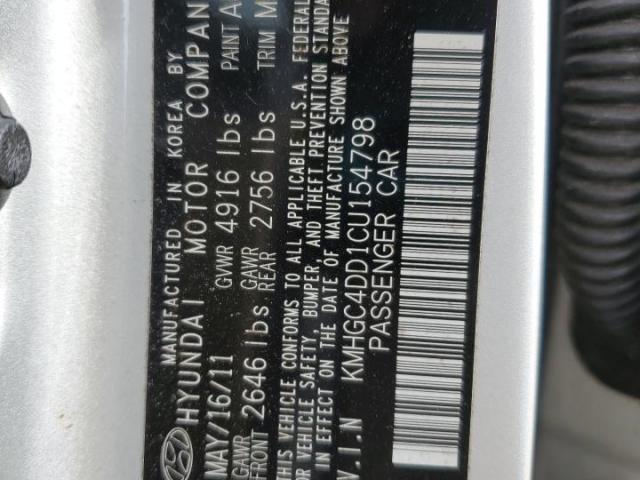 MANUFACTURED IN KOREA BY
HYUNDAI MOTOR COMPAN
MAY/16/11 GVWR 4916 lbs PAINT A
GAWR FRONT 2646 lbs GAWR REAR 2756 lbs TRIM M
THIS VEHICLE CONFORMS TO ALL APPLICABLE U.S.A. FEDERAL
VEHICLE SAFETY, BUMPER, AND THEFT PREVENTION STANDA
IN EFFECT ON THE DATE OF MANUFACTURE SHOWN ABOVE
V.I.N KMHGC4DD1CU154798
PASSENGER CAR